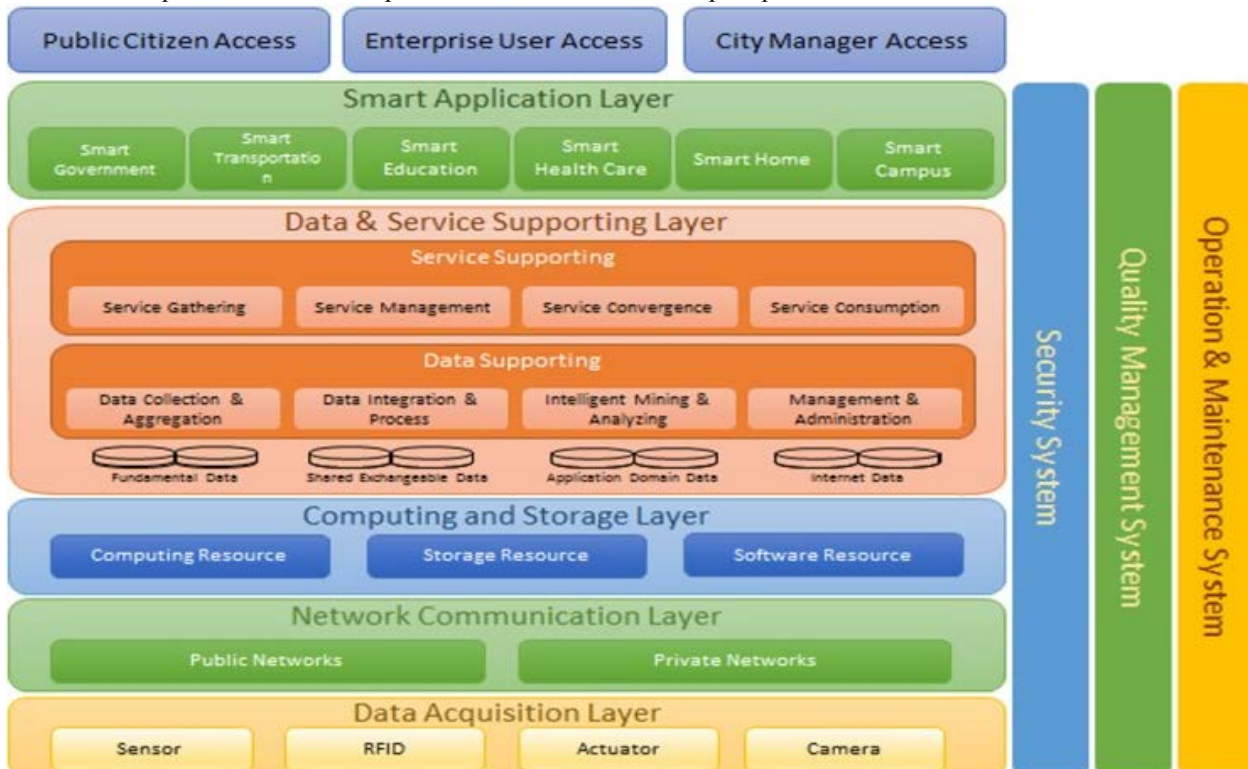 Public Citizen Access
Enterprise User Access
City Manager Access
Smart Application Layer
Smart
Government
Smart
Transportatio
n
Smart
Education
Smart
Health Care
Smart Home
Smart
Campus
Data & Service Supporting Layer
Service Supporting
Service Gathering
Service Management
Service Convergence
Service Consumption
Data Supporting
Data Collection &
Aggregation
Data Integration &
Process
Intelligent Mining &
Analyzing
Management &
Administration
Fundamental Data
Shared Exchangeable Data
Application Domain Data
Internet Data
Computing and Storage Layer
Computing Resource
Storage Resource
Software Resource
Network Communication Layer
Public Networks
Private Networks
Data Acquisition Layer
Sensor
RFID
Actuator
Camera
Security System
Quality Management System
Operation & Maintenance System